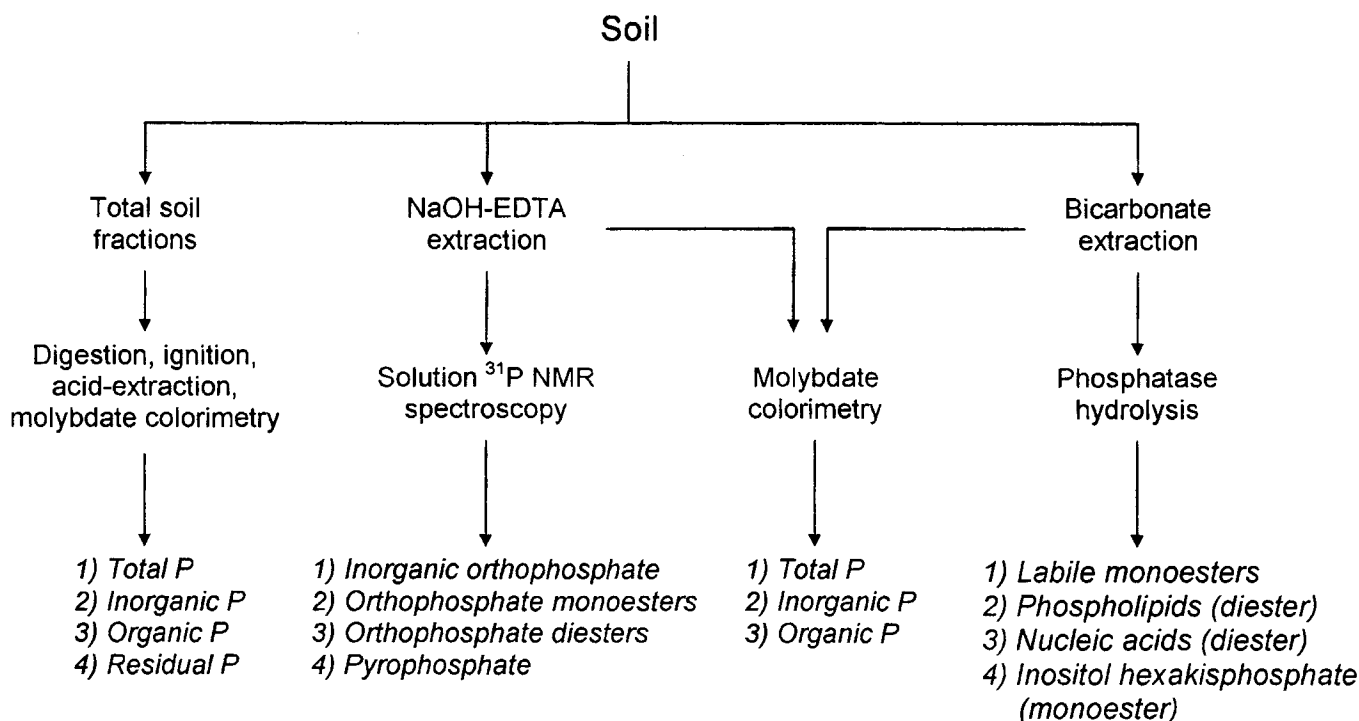 Soil
Total soil
fractions
NaOH-EDTA
extraction
Bicarbonate
extraction
Digestion, ignition,
acid-extraction,
molybdate colorimetry
Solution ³¹P NMR
spectroscopy
Molybdate
colorimetry
Phosphatase
hydrolysis
1) Total P
2) Inorganic P
3) Organic P
4) Residual P
1) Inorganic orthophosphate
2) Orthophosphate monoesters
3) Orthophosphate diesters
4) Pyrophosphate
1) Total P
2) Inorganic P
3) Organic P
1) Labile monoesters
2) Phospholipids (diester)
3) Nucleic acids (diester)
4) Inositol hexakisphosphate
(monoester)